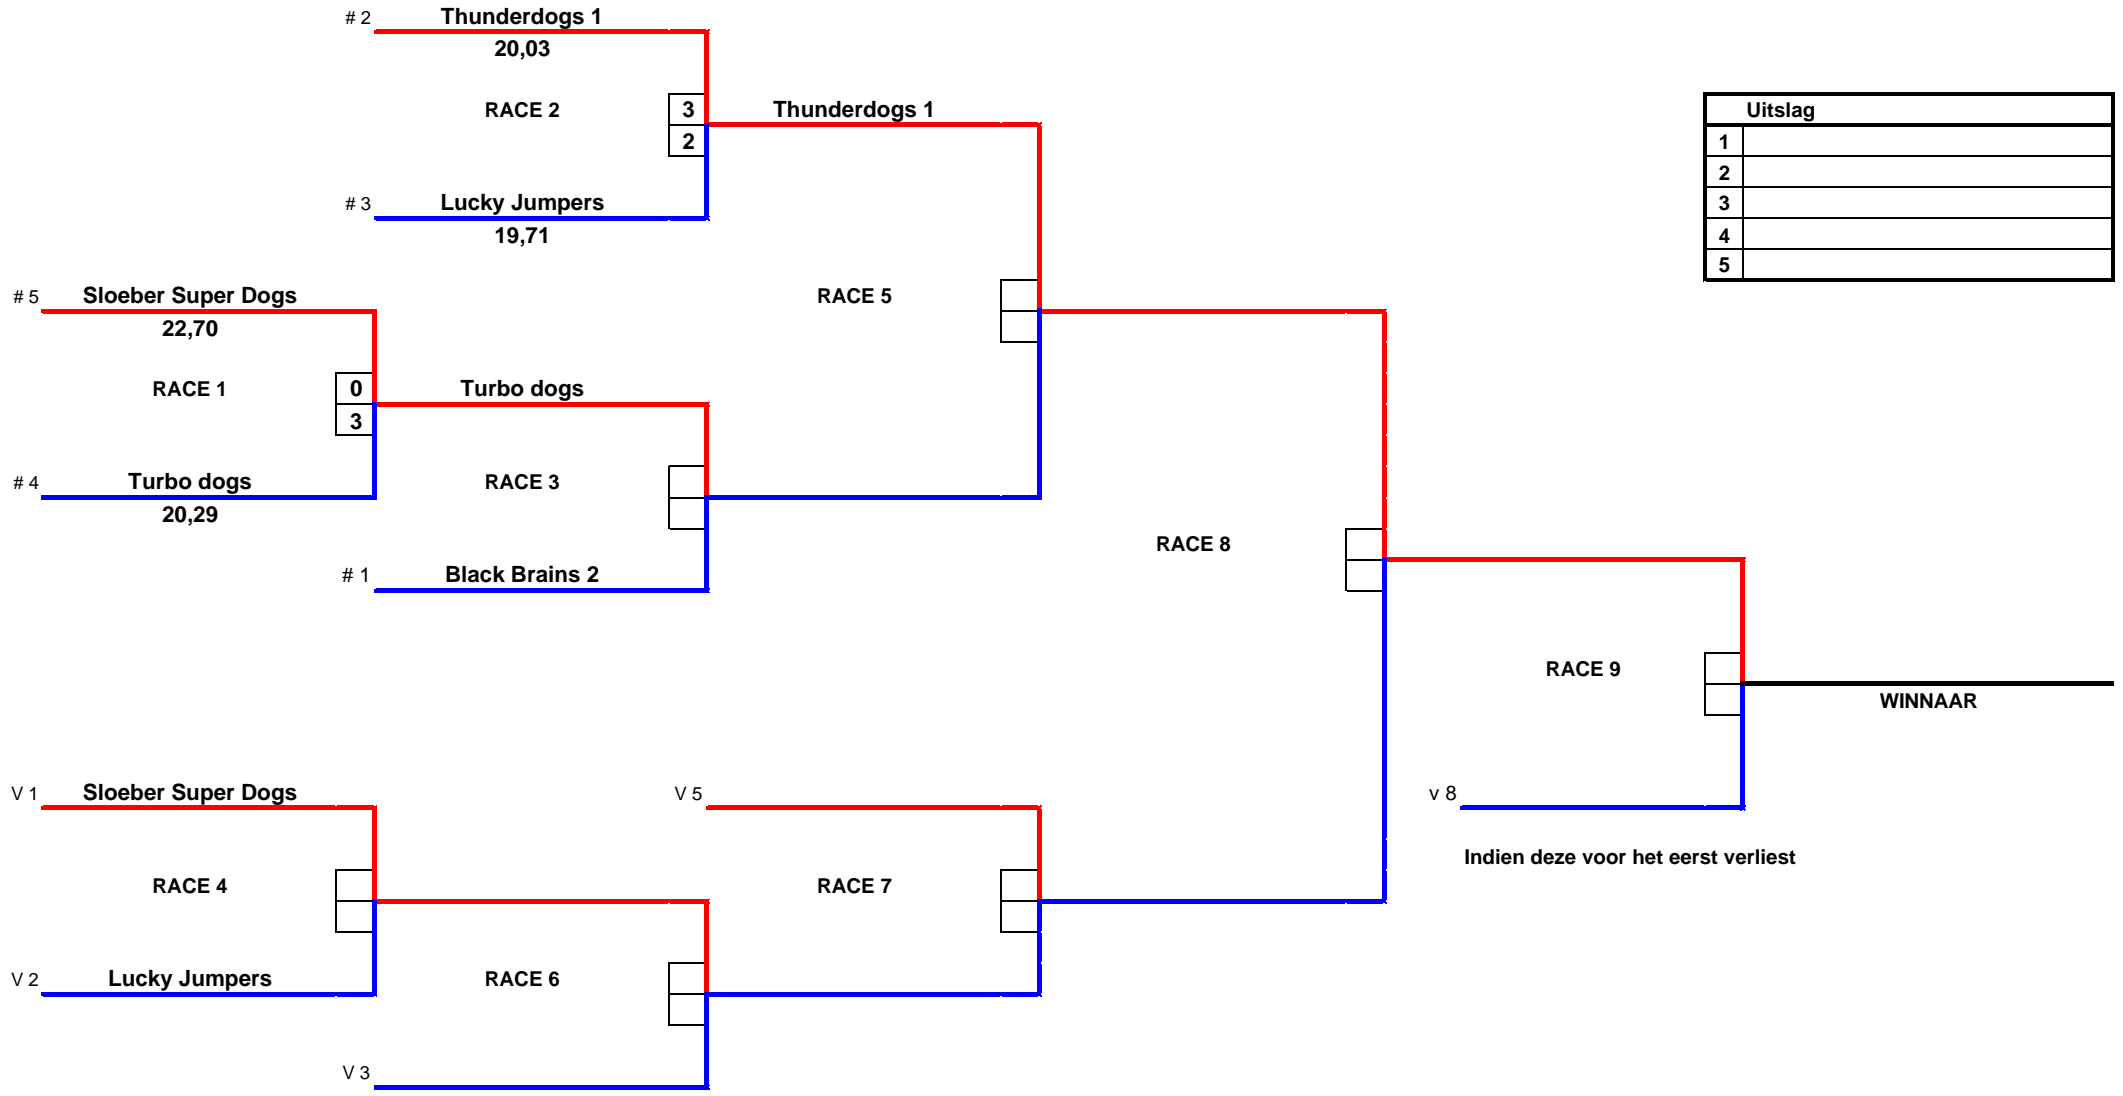 # 2 Thunderdogs 1
20,03
RACE 2 3 Thunderdogs 1
2
# 3 Lucky Jumpers
19,71
Uitslag
1
2
3
4
5
# 5 Sloeber Super Dogs
22,70
RACE 1 0 Turbo dogs
3
# 4 Turbo dogs
20,29
RACE 3
# 1 Black Brains 2
RACE 5
RACE 8
RACE 9
WINNAAR
V 1 Sloeber Super Dogs
RACE 4
V 2 Lucky Jumpers
RACE 6
V 3
V 5
RACE 7
v 8
Indien deze voor het eerst verliest